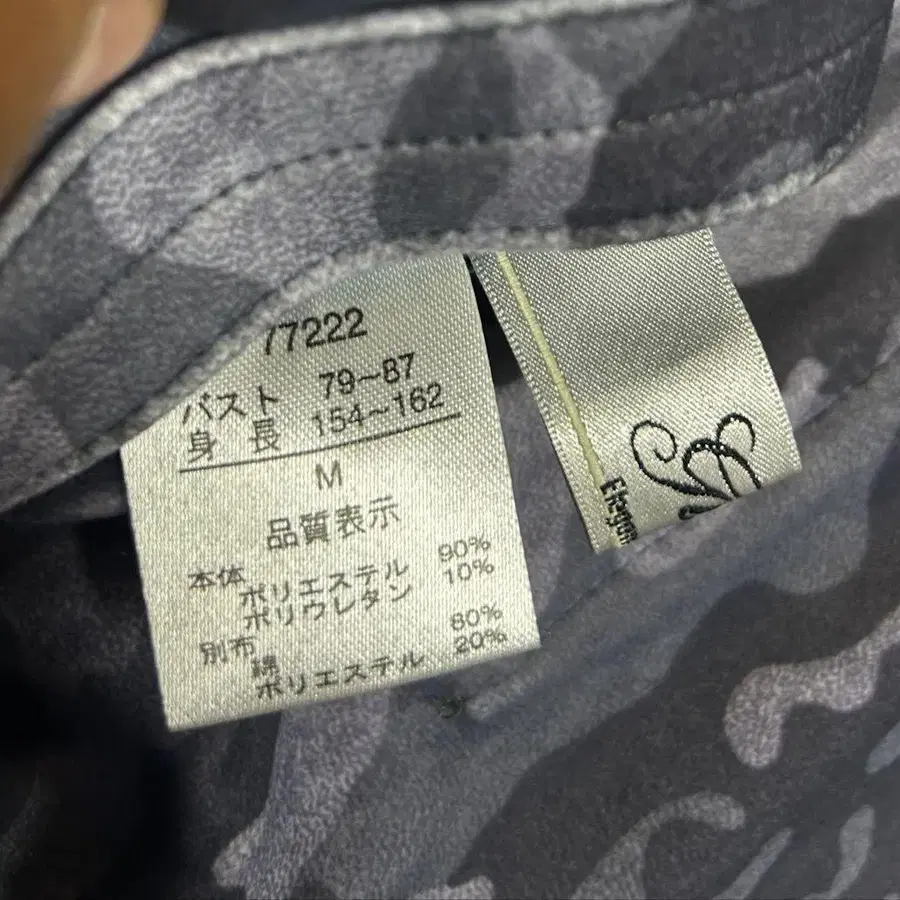 77222
バスト 79~87
身長 154~162
M
品質表示
本体
ポリエステル 90%
ポリウレタン 10%
別布
綿 80%
ポリエステル 20%